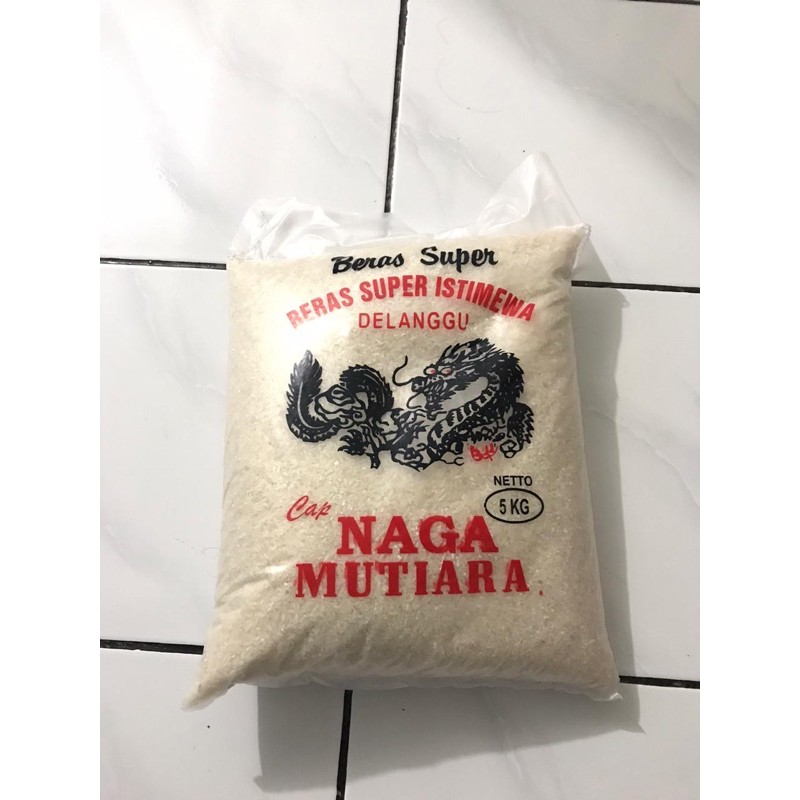 Beras Super
BERAS SUPER ISTIMEWA
DELANGGU
NETTO
5 KG
Cap
NAGA
MUTIARA